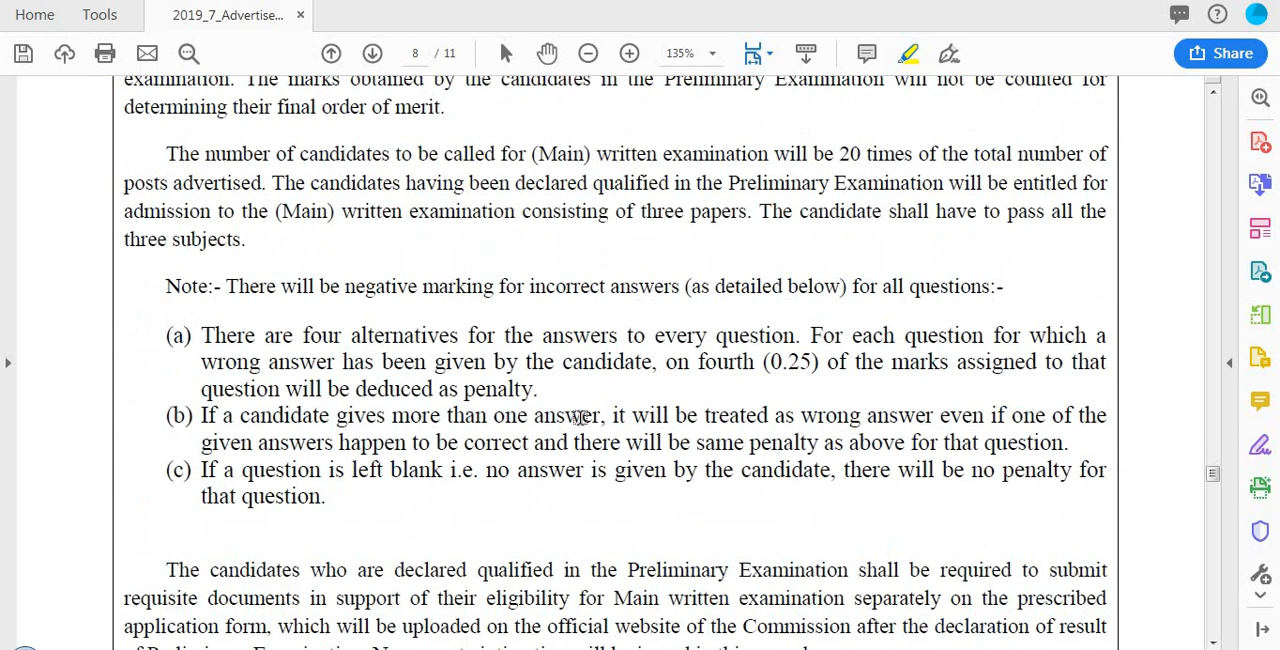 Home Tools 2019_7_Advertise... ×
8 / 11 135% Share
examination. The marks obtained by the candidates in the Preliminary Examination will not be counted for
determining their final order of merit.
The number of candidates to be called for (Main) written examination will be 20 times of the total number of
posts advertised. The candidates having been declared qualified in the Preliminary Examination will be entitled for
admission to the (Main) written examination consisting of three papers. The candidate shall have to pass all the
three subjects.
Note:- There will be negative marking for incorrect answers (as detailed below) for all questions:-
(a) There are four alternatives for the answers to every question. For each question for which a
wrong answer has been given by the candidate, on fourth (0.25) of the marks assigned to that
question will be deduced as penalty.
(b) If a candidate gives more than one answer, it will be treated as wrong answer even if one of the
given answers happen to be correct and there will be same penalty as above for that question.
(c) If a question is left blank i.e. no answer is given by the candidate, there will be no penalty for
that question.
The candidates who are declared qualified in the Preliminary Examination shall be required to submit
requisite documents in support of their eligibility for Main written examination separately on the prescribed
application form, which will be uploaded on the official website of the Commission after the declaration of result